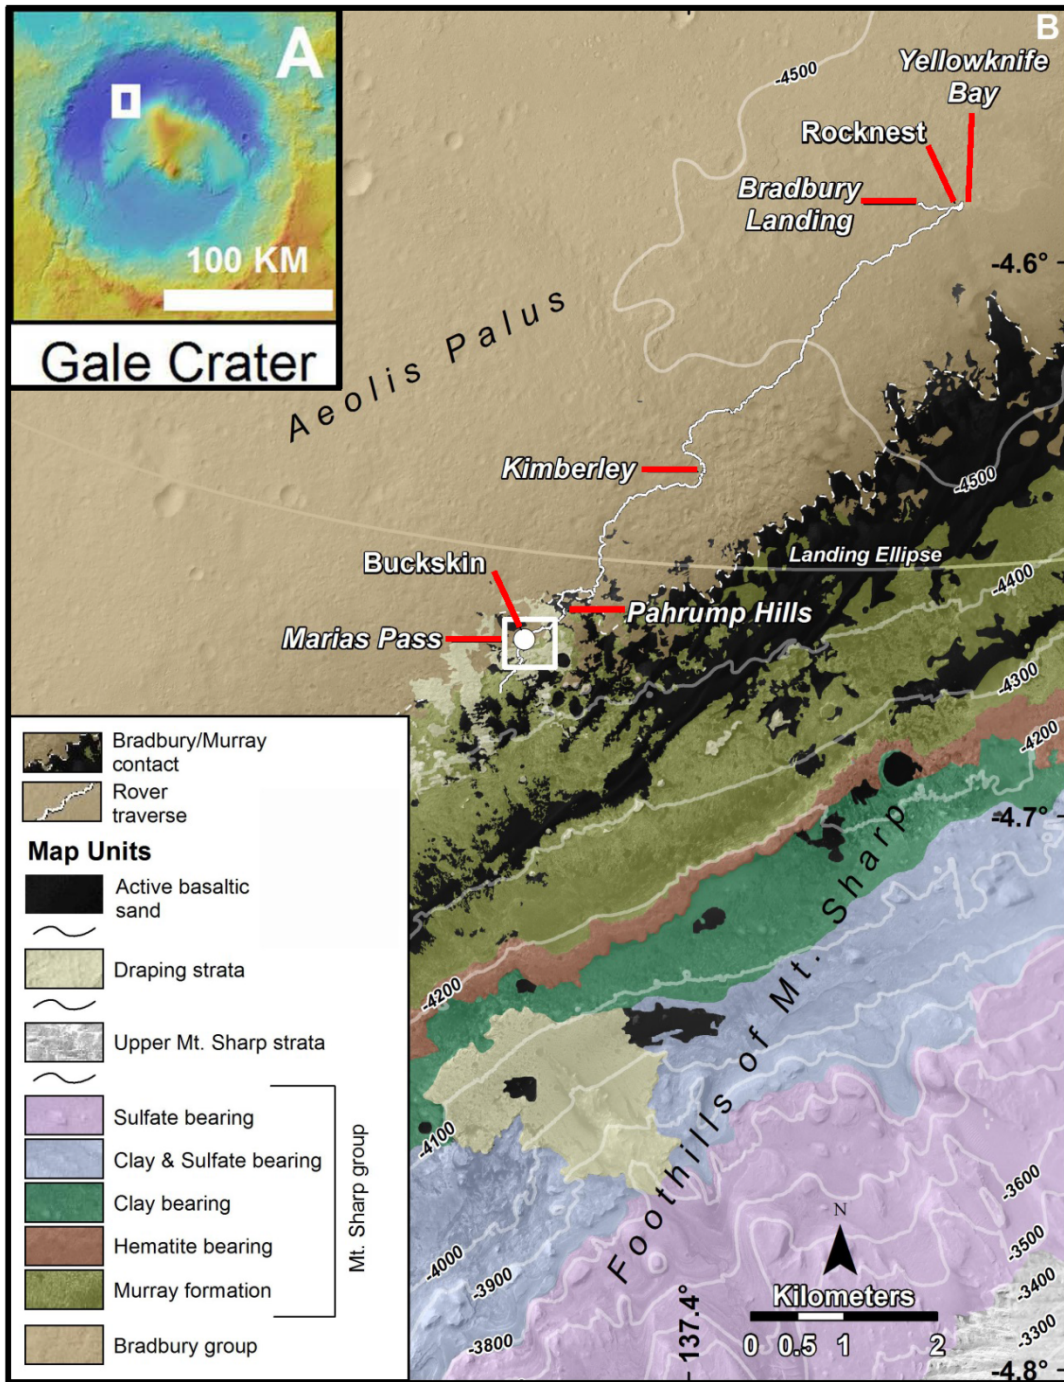 A
100 KM
Gale Crater
B
-4500
Yellowknife
Bay
Rocknest
Bradbury
Landing
-4.6°
Aeolis Palus
Kimberley
-4500
Landing Ellipse
Buckskin
-4400
Pahrump Hills
Marias Pass
-4300
-4200
-4.7°
Foothills of Mt. Sharp
-4200
-4100
-4000
-3900
-3800
-3600
-3500
-3400
-3300
N
Kilometers
0 0.5 1 2
137.4°
-4.8°
Bradbury/Murray
contact
Rover
traverse
Map Units
Active basaltic
sand
Draping strata
Upper Mt. Sharp strata
Sulfate bearing
Clay & Sulfate bearing
Clay bearing
Hematite bearing
Murray formation
Mt. Sharp group
Bradbury group